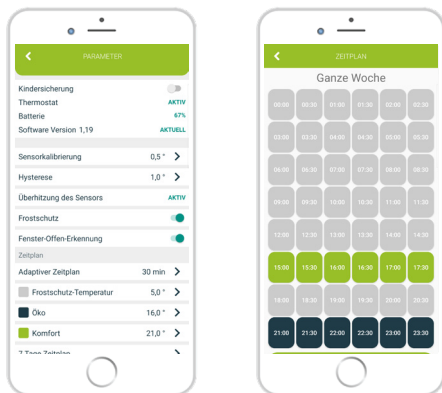 PARAMETER
Kindersicherung
Thermostat AKTIV
Batterie 67%
Software Version 1,19 AKTUELL
Sensorkalibrierung 0,5 °
Hysterese 1,0 °
Überhitzung des Sensors AKTIV
Frostschutz
Fenster-Offen-Erkennung
Zeitplan
Adaptiver Zeitplan 30 min
Frostschutz-Temperatur 5,0 °
Öko 16,0 °
Komfort 21,0 °
7 Tage Zeitplan
ZEITPLAN
Ganze Woche
00:00 00:30 01:00 01:30 02:00 02:30
03:00 03:30 04:00 04:30 05:00 05:30
06:00 06:30 07:00 07:30 08:00 08:30
09:00 09:30 10:00 10:30 11:00 11:30
12:00 12:30 13:00 13:30 14:00 14:30
15:00 15:30 16:00 16:30 17:00 17:30
18:00 18:30 19:00 19:30 20:00 20:30
21:00 21:30 22:00 22:30 23:00 23:30